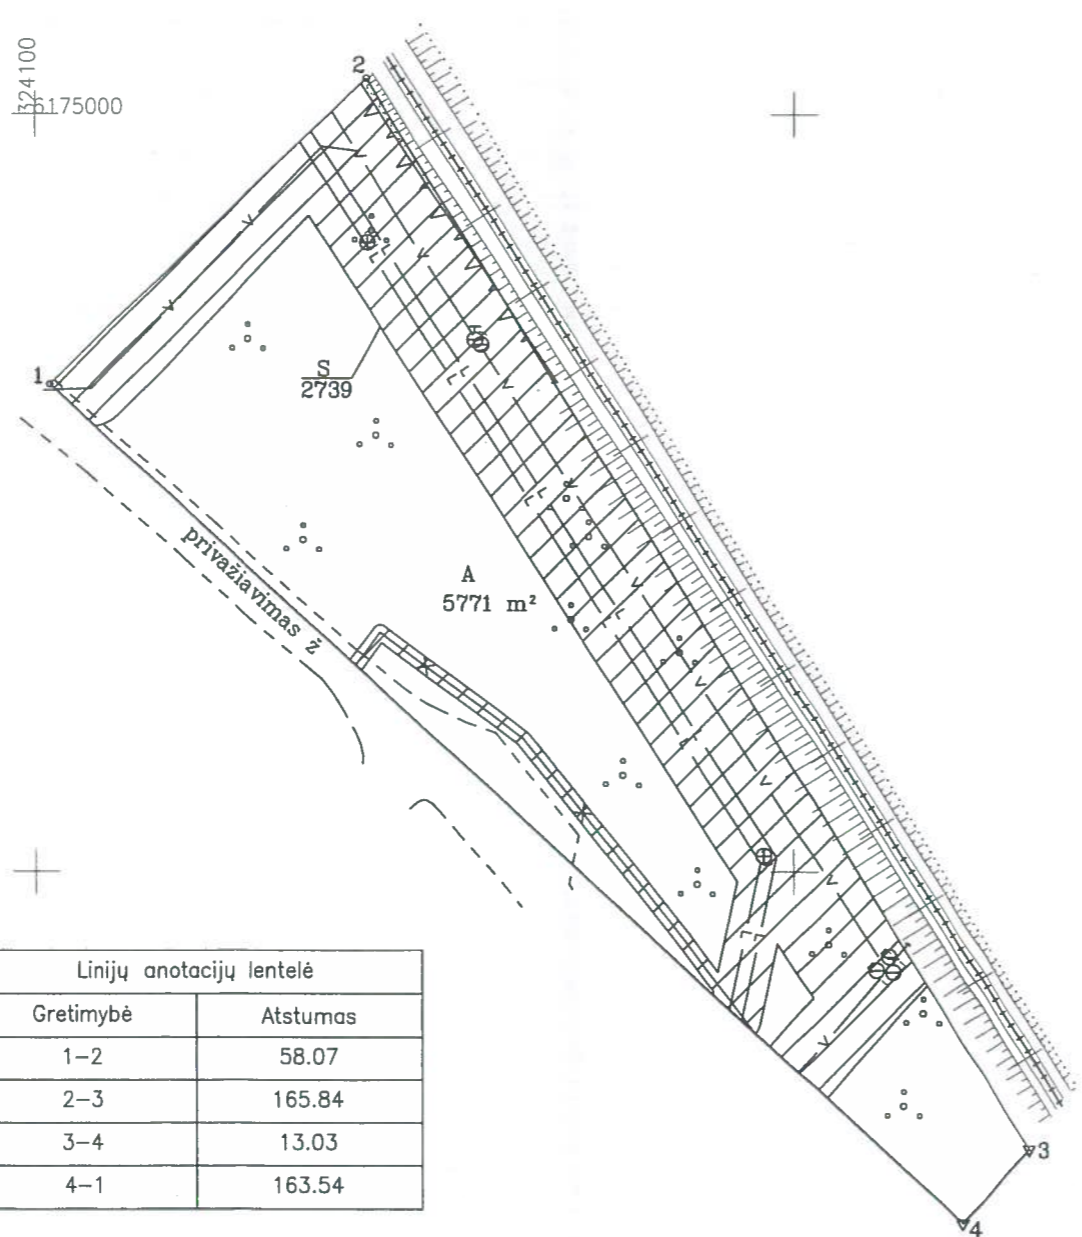 324100
6175000
2
1
S
2739
A
5771 m²
privažiavimas ž
3
4
Linijų anotacijų lentelė
Gretimybė Atstumas
1-2 58.07
2-3 165.84
3-4 13.03
4-1 163.54